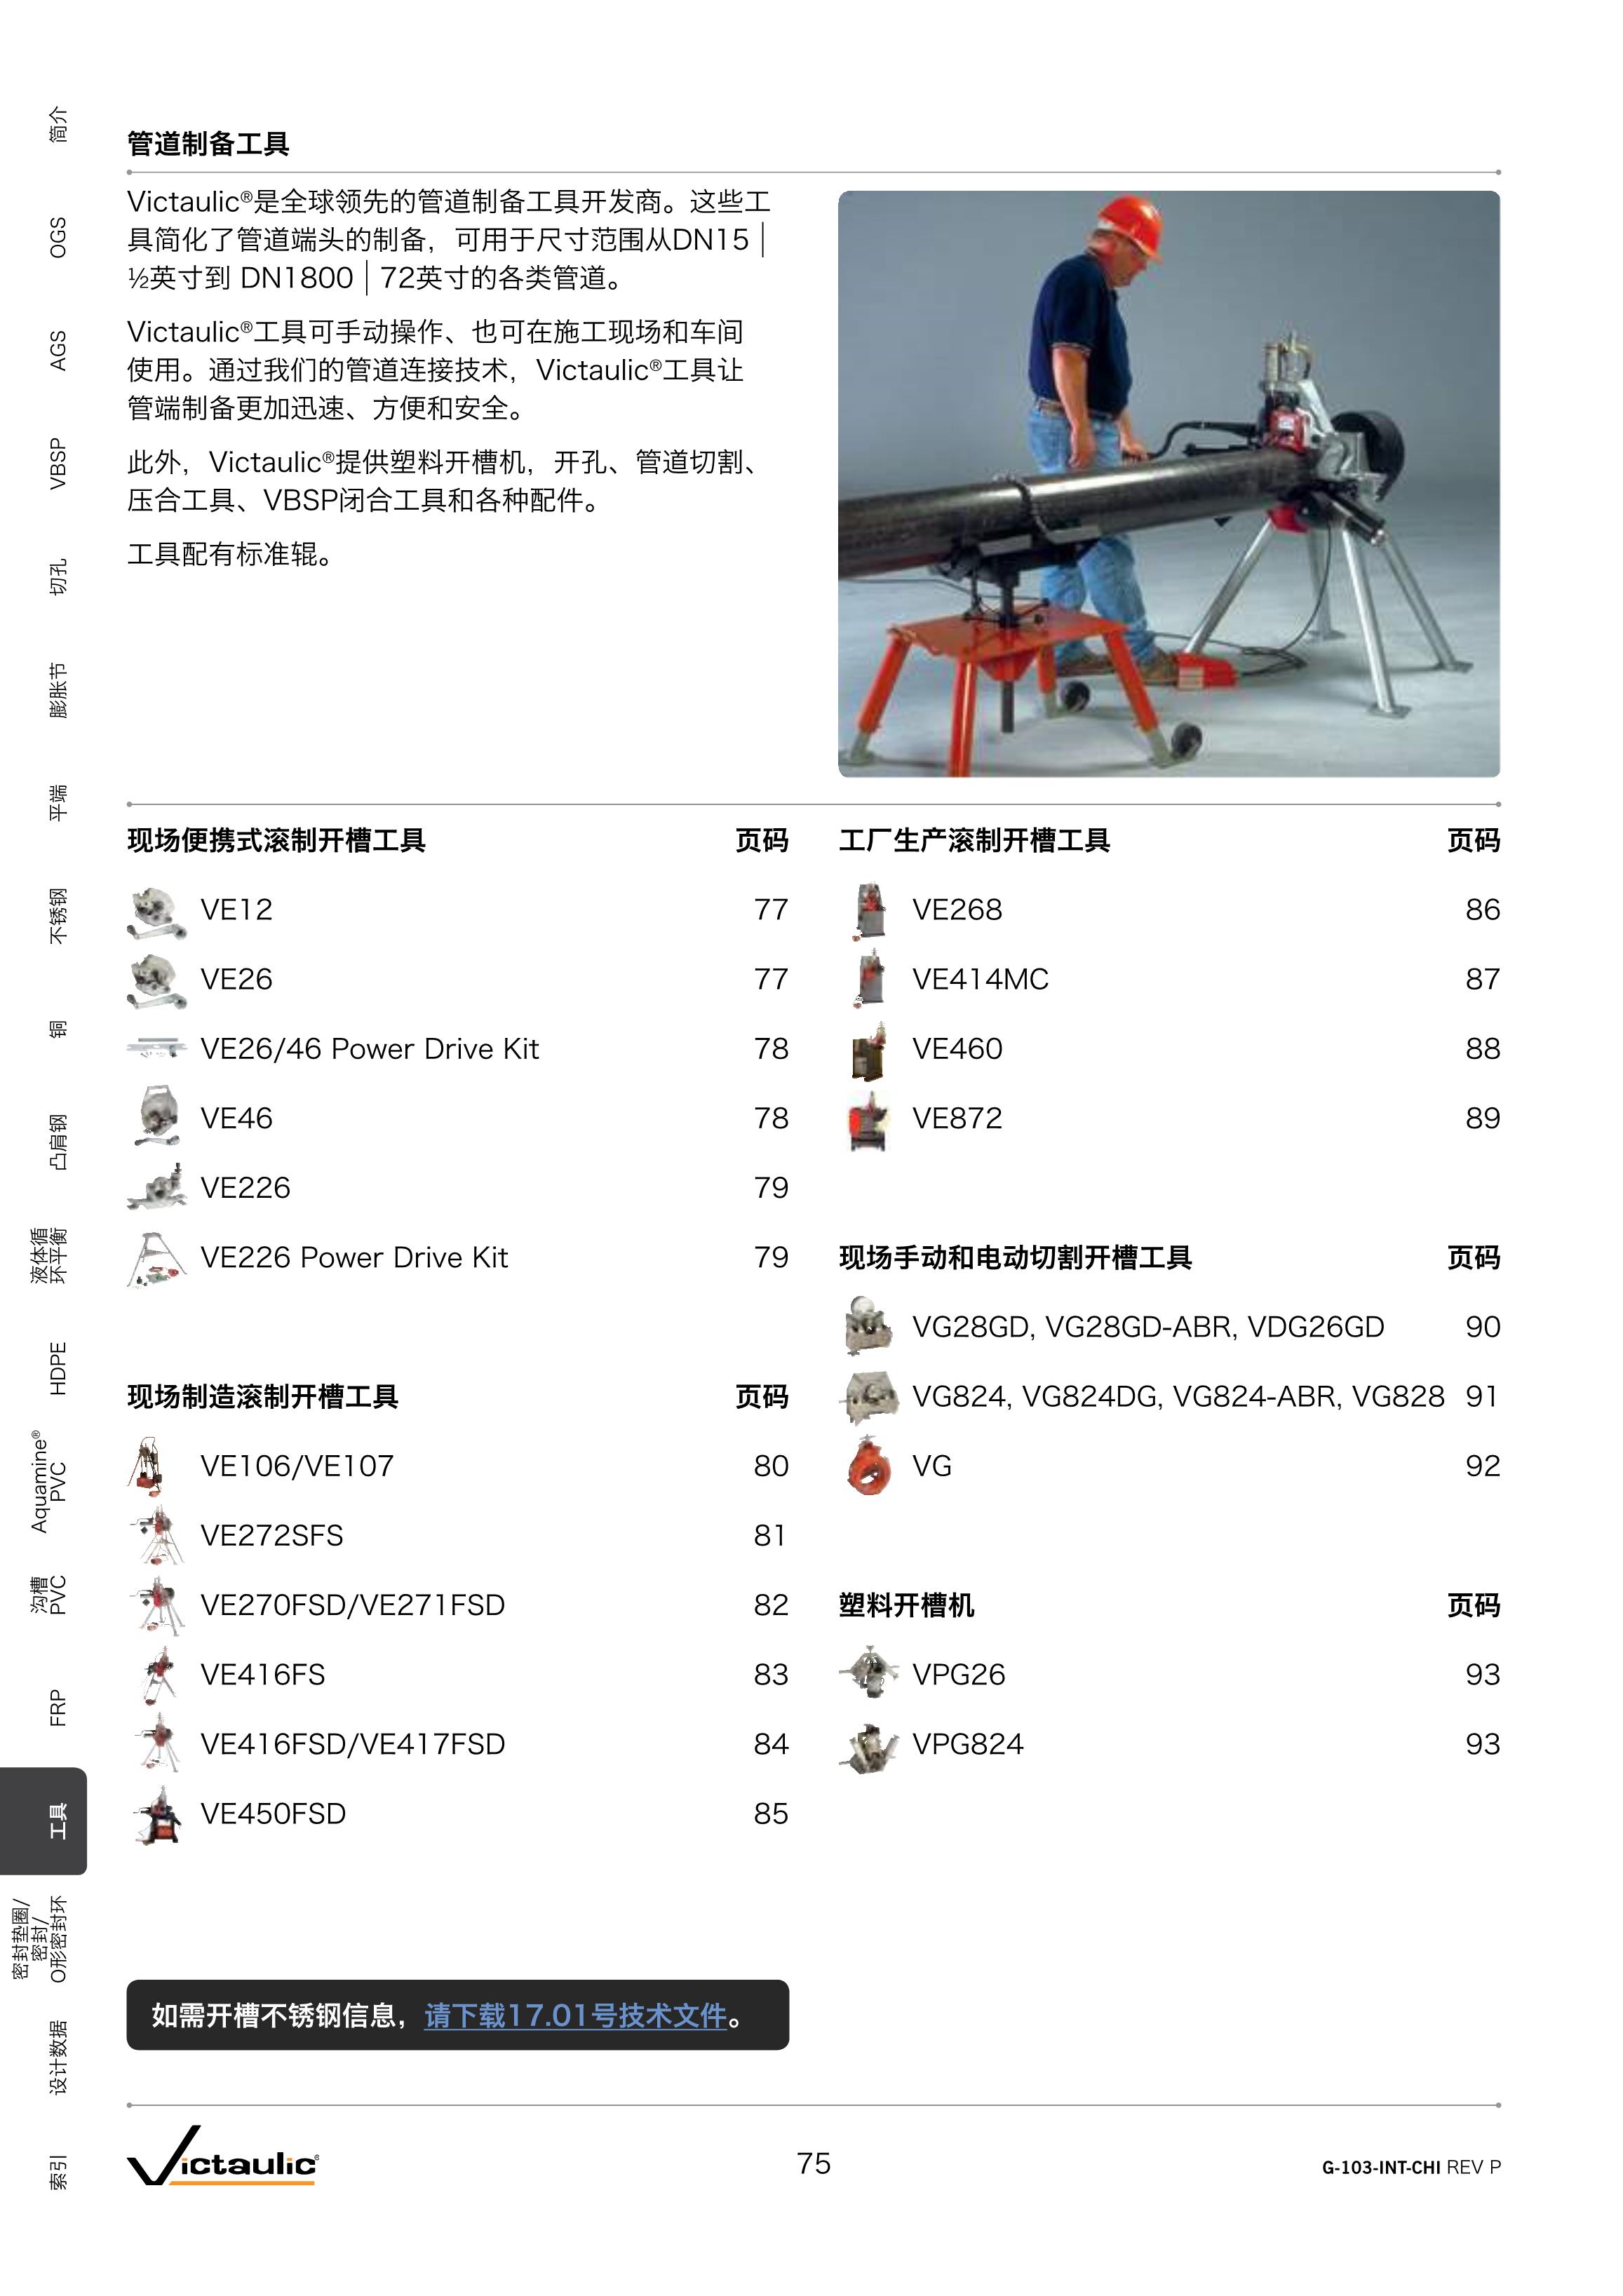 管道制备工具
Victaulic®是全球领先的管道制备工具开发商。这些工
具简化了管道端头的制备，可用于尺寸范围从DN15 |
½英寸到 DN1800 | 72英寸的各类管道。
Victaulic®工具可手动操作、也可在施工现场和车间
使用。通过我们的管道连接技术，Victaulic®工具让
管端制备更加迅速、方便和安全。
此外，Victaulic®提供塑料开槽机，开孔、管道切割、
压合工具、VBSP闭合工具和各种配件。
工具配有标准辊。
现场便携式滚制开槽工具 页码
VE12 77
VE26 77
VE26/46 Power Drive Kit 78
VE46 78
VE226 79
VE226 Power Drive Kit 79
现场制造滚制开槽工具 页码
VE106/VE107 80
VE272SFS 81
VE270FSD/VE271FSD 82
VE416FS 83
VE416FSD/VE417FSD 84
VE450FSD 85
工厂生产滚制开槽工具 页码
VE268 86
VE414MC 87
VE460 88
VE872 89
现场手动和电动切割开槽工具 页码
VG28GD, VG28GD-ABR, VDG26GD 90
VG824, VG824DG, VG824-ABR, VG828 91
VG 92
塑料开槽机 页码
VPG26 93
VPG824 93
如需开槽不锈钢信息，请下载17.01号技术文件。
简介
OGS
AGS
VBSP
切孔
膨胀节
平端
不锈钢
铜
凸肩钢
液体循
环平衡
HDPE
Aquamine®
PVC
沟槽
PVC
FRP
工具
密封垫圈/
密封/
O形密封环
设计数据
索引
Victaulic®
75
G-103-INT-CHI REV P